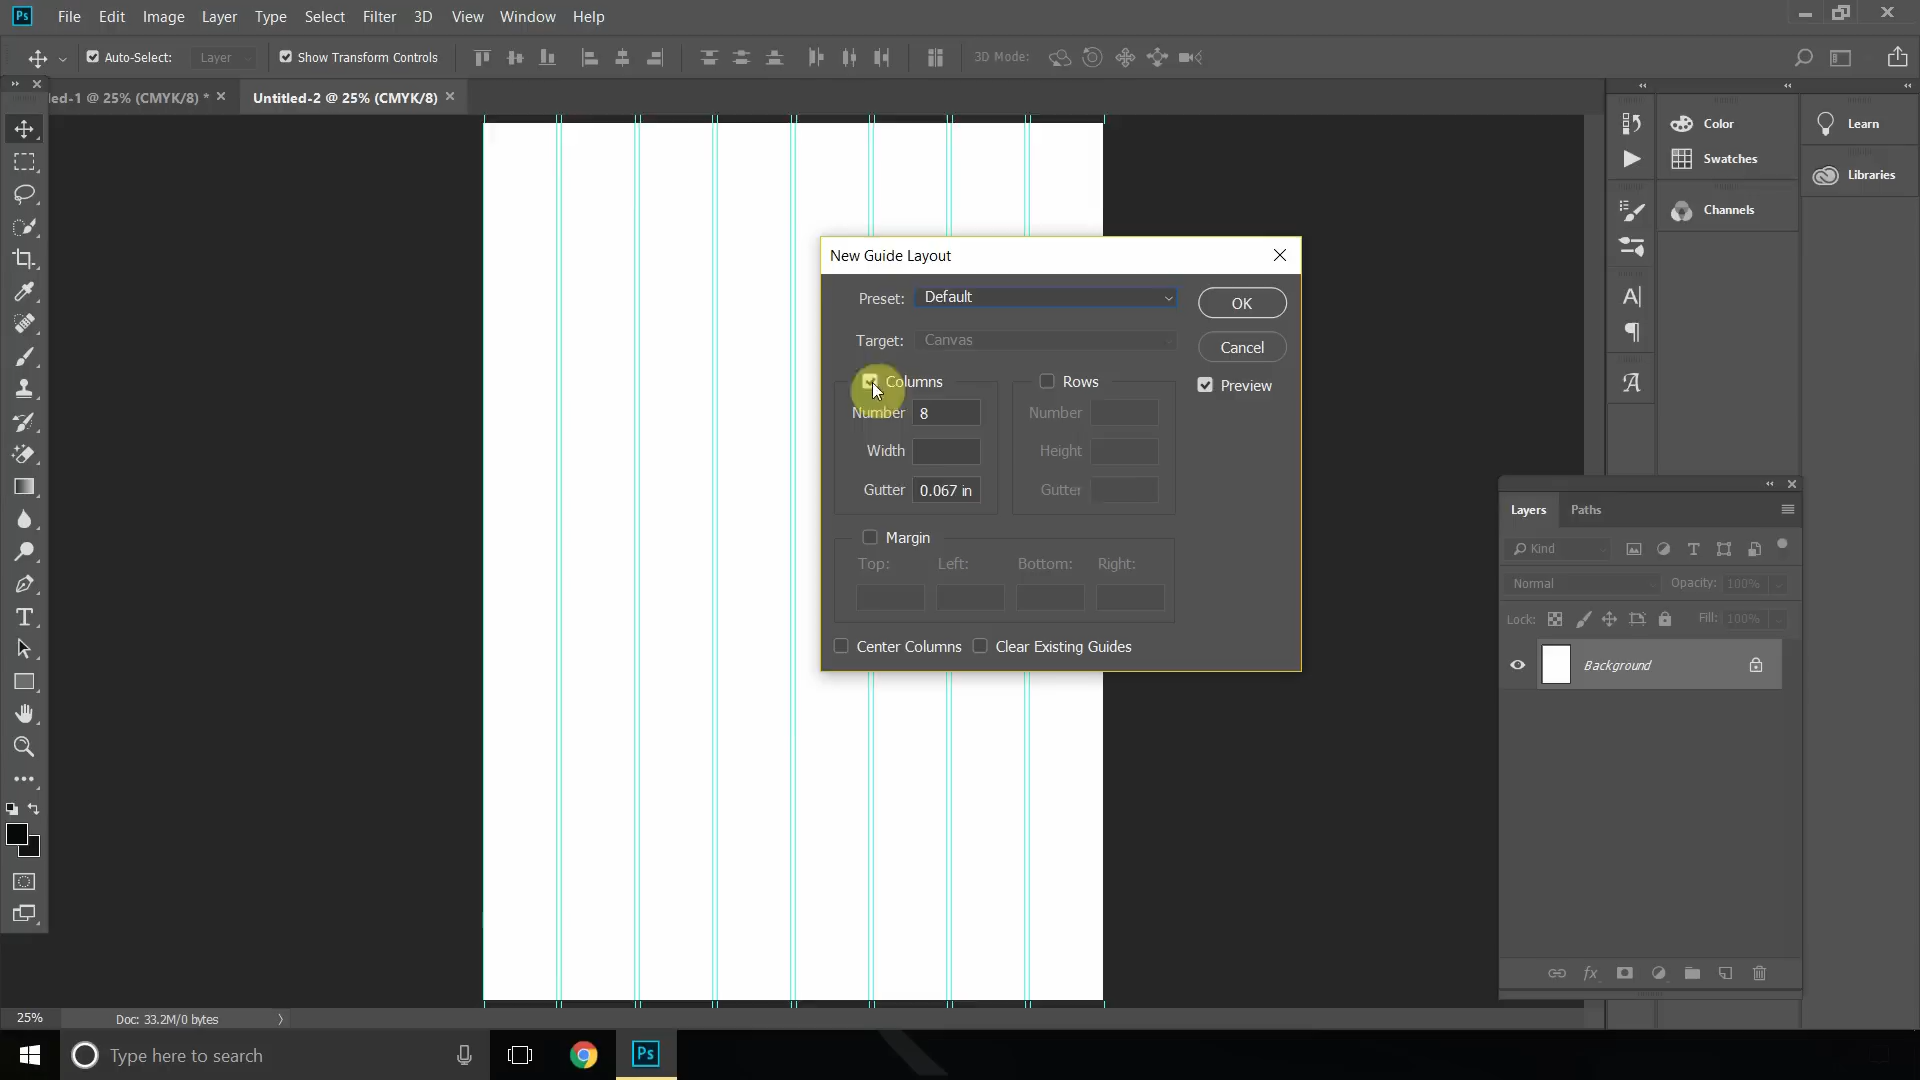 Ps File Edit Image Layer Type Select Filter 3D View Window Help
Auto-Select: Layer Show Transform Controls 3D Mode:
led-1 @ 25% (CMYK/8) * Untitled-2 @ 25% (CMYK/8)
Color
Learn
Swatches
Libraries
Channels
New Guide Layout
Preset: Default OK
Target: Canvas Cancel
Columns Rows Preview
Number 8 Number
Width Height
Gutter 0.067 in Gutter
Margin
Top: Left: Bottom: Right:
Center Columns Clear Existing Guides
Layers Paths
Kind
Normal Opacity: 100%
Lock: Fill: 100%
Background
fx
25% Doc: 33.2M/0 bytes
Type here to search Ps